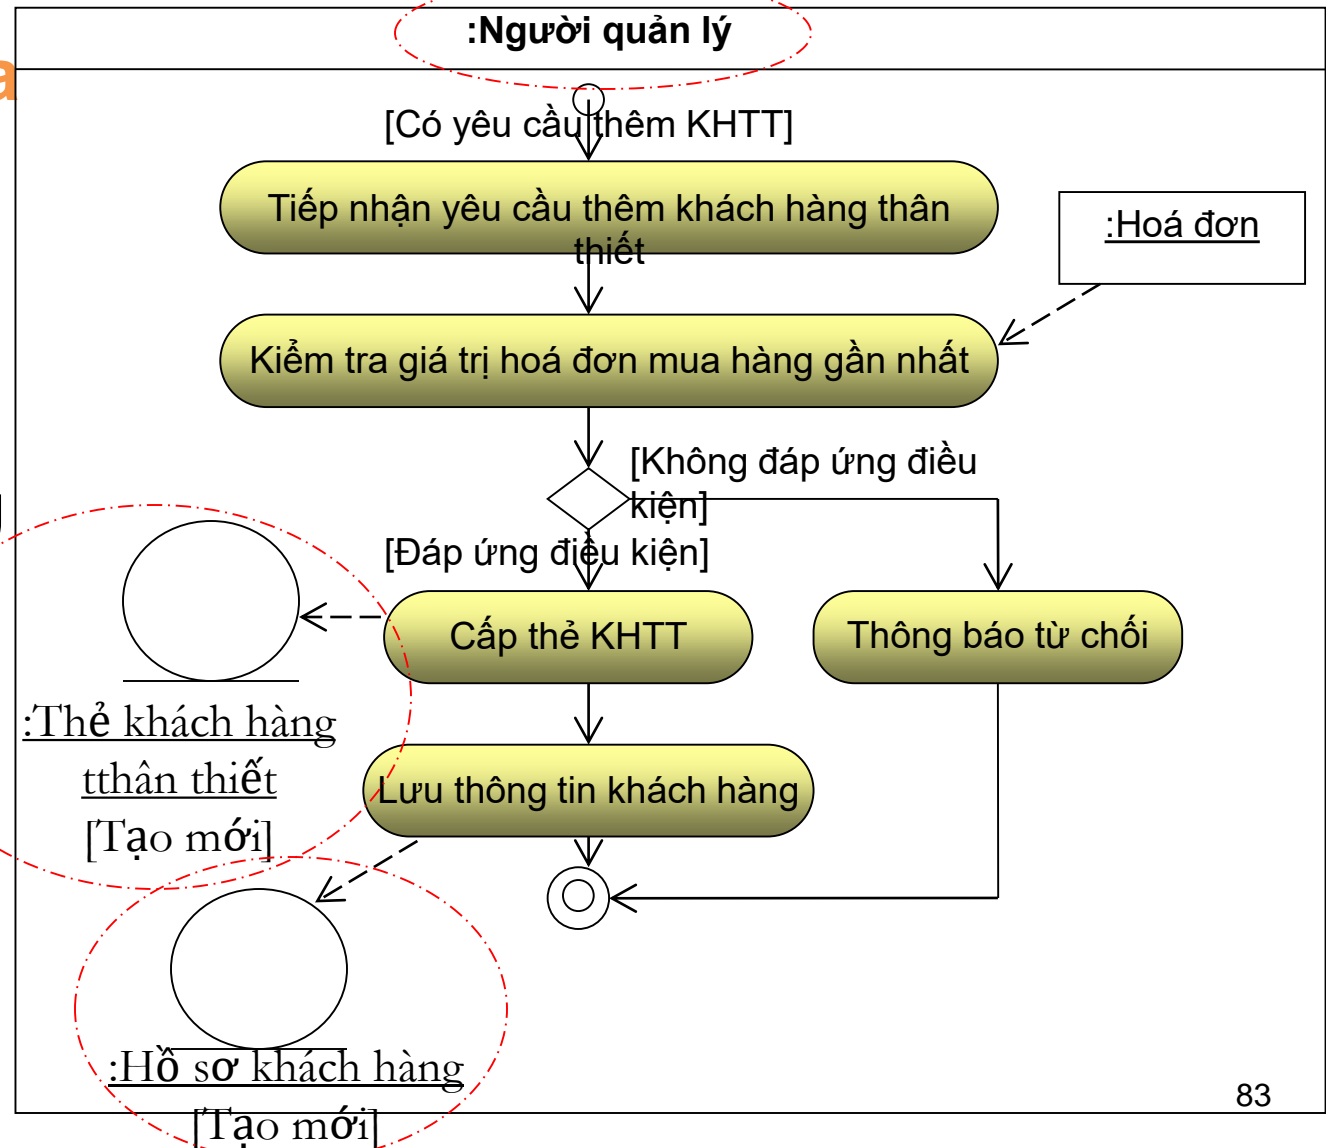 :Người quản lý
a
[Có yêu cầu thêm KHTT]
Tiếp nhận yêu cầu thêm khách hàng thân
thiết
:Hoá đơn
Kiểm tra giá trị hoá đơn mua hàng gần nhất
[Không đáp ứng điều
kiện]
[Đáp ứng điều kiện]
Cấp thẻ KHTT
Thông báo từ chối
:Thẻ khách hàng
tthân thiết
[Tạo mới]
Lưu thông tin khách hàng
:Hồ sơ khách hàng
[Tạo mới]
83